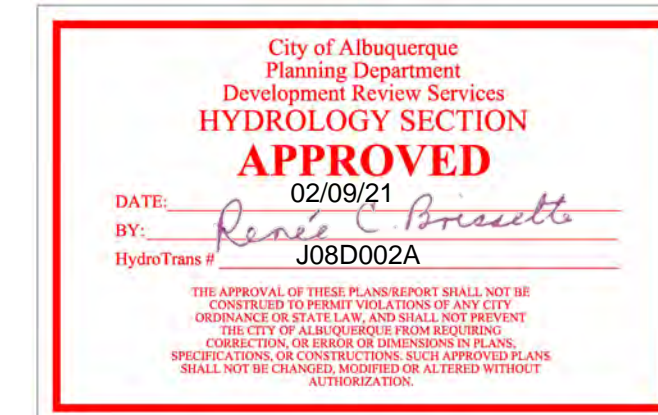 City of Albuquerque
Planning Department
Development Review Services
HYDROLOGY SECTION
APPROVED
DATE: 02/09/21
BY: Renée C. Brissette
HydroTrans # J08D002A
THE APPROVAL OF THESE PLANS/REPORT SHALL NOT BE
CONSTRUED TO PERMIT VIOLATIONS OF ANY CITY
ORDINANCE OR STATE LAW, AND SHALL NOT PREVENT
THE CITY OF ALBUQUERQUE FROM REQUIRING
CORRECTION, OR ERROR OR DIMENSIONS IN PLANS,
SPECIFICATIONS, OR CONSTRUCTIONS. SUCH APPROVED PLANS
SHALL NOT BE CHANGED, MODIFIED OR ALTERED WITHOUT
AUTHORIZATION.